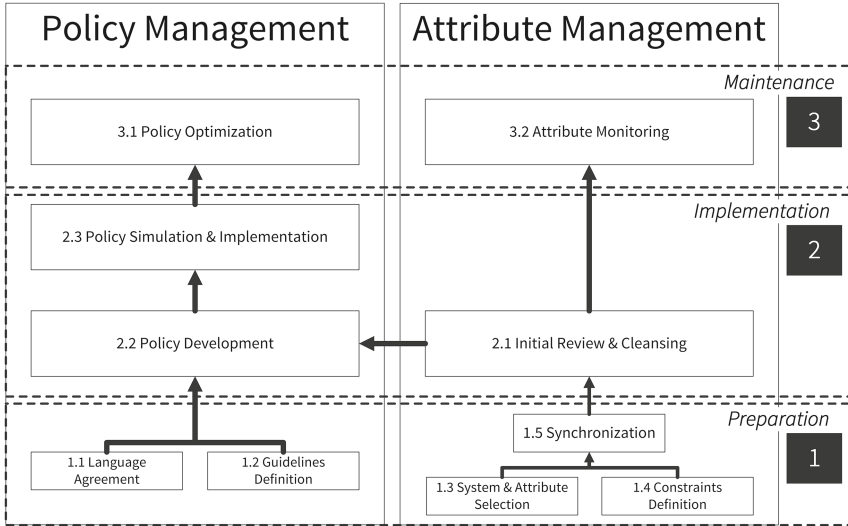 Policy Management
Attribute Management
Maintenance
3
3.1 Policy Optimization
3.2 Attribute Monitoring
Implementation
2
2.3 Policy Simulation & Implementation
2.2 Policy Development
2.1 Initial Review & Cleansing
Preparation
1
1.5 Synchronization
1.1 Language
Agreement
1.2 Guidelines
Definition
1.3 System & Attribute
Selection
1.4 Constraints
Definition